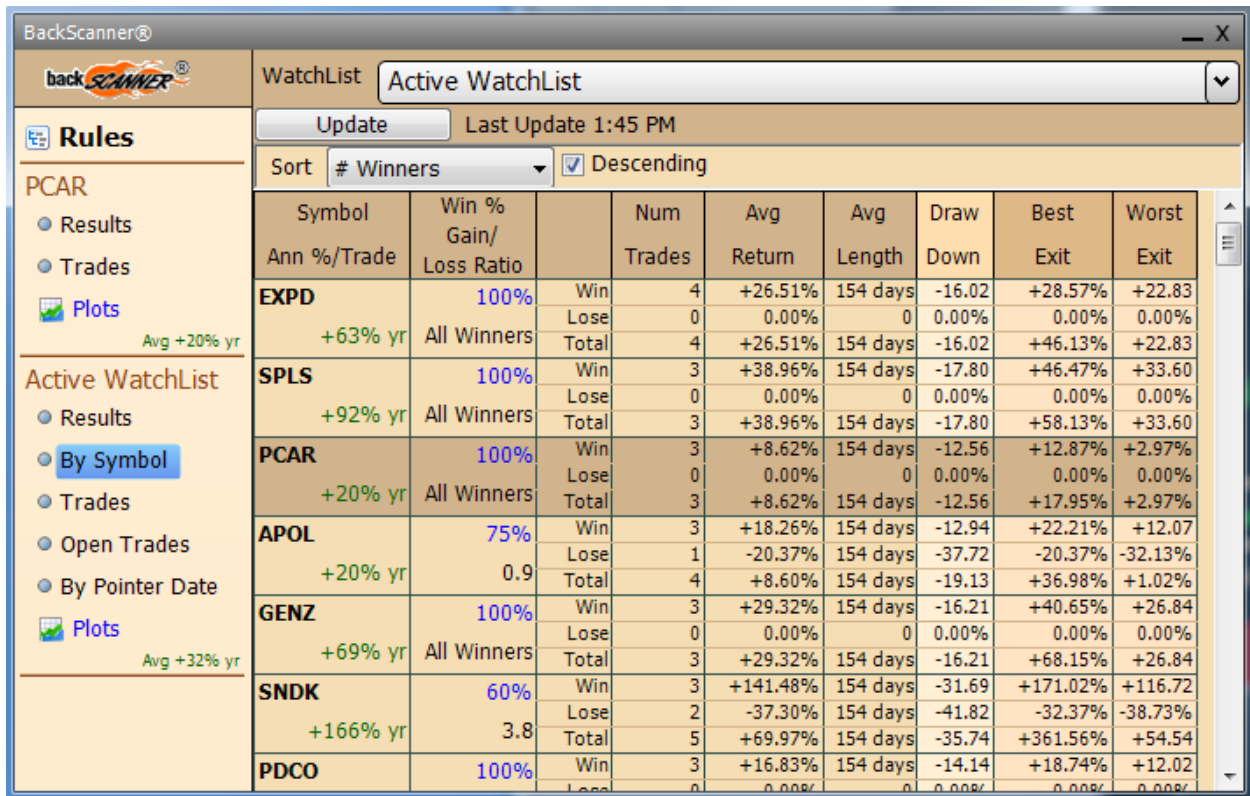 BackScanner®
X
back SCANNER®
WatchList Active WatchList
Rules
Update Last Update 1:45 PM
Sort # Winners Descending
PCAR
Results
Trades
Plots
Avg +20% yr
Active WatchList
Results
By Symbol
Trades
Open Trades
By Pointer Date
Plots
Avg +32% yr
Symbol Win % Num Avg Avg Draw Best Worst
Gain/
Ann %/Trade Loss Ratio Trades Return Length Down Exit Exit
EXPD 100% Win 4 +26.51% 154 days -16.02 +28.57% +22.83
Lose 0 0.00% 0 0.00% 0.00% 0.00%
+63% yr All Winners Total 4 +26.51% 154 days -16.02 +46.13% +22.83
SPLS 100% Win 3 +38.96% 154 days -17.80 +46.47% +33.60
Lose 0 0.00% 0 0.00% 0.00% 0.00%
+92% yr All Winners Total 3 +38.96% 154 days -17.80 +58.13% +33.60
PCAR 100% Win 3 +8.62% 154 days -12.56 +12.87% +2.97%
Lose 0 0.00% 0 0.00% 0.00% 0.00%
+20% yr All Winners Total 3 +8.62% 154 days -12.56 +17.95% +2.97%
APOL 75% Win 3 +18.26% 154 days -12.94 +22.21% +12.07
Lose 1 -20.37% 154 days -37.72 -20.37% -32.13%
+20% yr 0.9 Total 4 +8.60% 154 days -19.13 +36.98% +1.02%
GENZ 100% Win 3 +29.32% 154 days -16.21 +40.65% +26.84
Lose 0 0.00% 0 0.00% 0.00% 0.00%
+69% yr All Winners Total 3 +29.32% 154 days -16.21 +68.15% +26.84
SNDK 60% Win 3 +141.48% 154 days -31.69 +171.02% +116.72
Lose 2 -37.30% 154 days -41.82 -32.37% -38.73%
+166% yr 3.8 Total 5 +69.97% 154 days -35.74 +361.56% +54.54
PDCO 100% Win 3 +16.83% 154 days -14.14 +18.74% +12.02
Lose 0 0.00% 0 0.00% 0.00% 0.00%